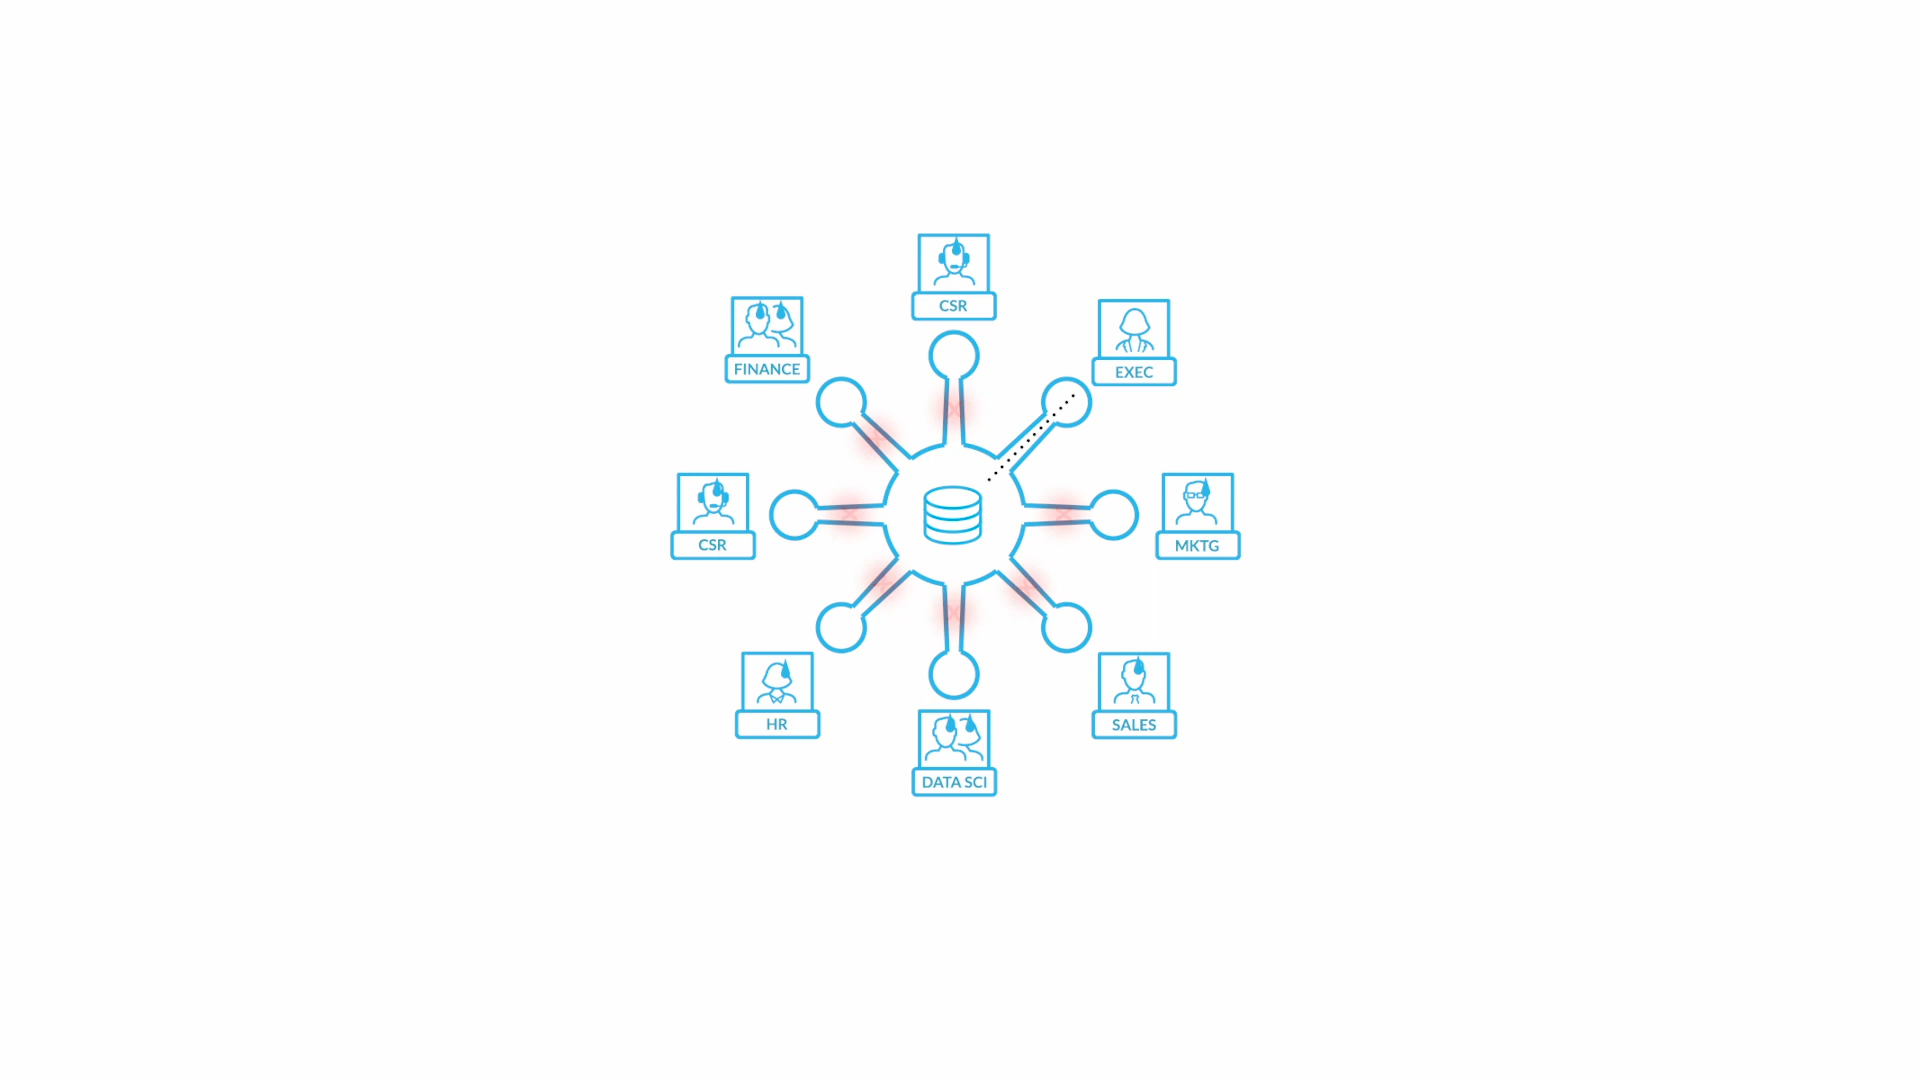 CSR
FINANCE
EXEC
CSR
MKTG
HR
SALES
DATA SCI